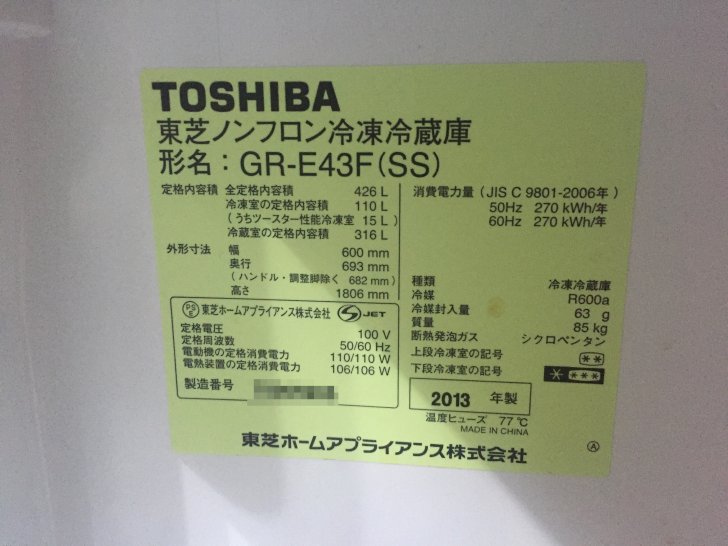 TOSHIBA
東芝ノンフロン冷凍冷蔵庫
形名：GR-E43F(SS)
定格内容積 全定格内容積 426 L
冷凍室の定格内容積 110 L
(うちツースター性能冷凍室 15 L)
冷蔵室の定格内容積 316 L
外形寸法 幅 600 mm
奥行 693 mm
(ハンドル・調整脚除く 682 mm)
高さ 1806 mm
PSE 東芝ホームアプライアンス株式会社 S JET
定格電圧 100 V
定格周波数 50/60 Hz
電動機の定格消費電力 110/110 W
電熱装置の定格消費電力 106/106 W
製造番号
消費電力量 (JIS C 9801-2006年)
50Hz 270 kWh/年
60Hz 270 kWh/年
種類 冷凍冷蔵庫
冷媒 R600a
冷媒封入量 63 g
質量 85 kg
断熱発泡ガス シクロペンタン
上段冷凍室の記号 **
下段冷凍室の記号 * ***
2013 年製
温度ヒューズ 77℃
MADE IN CHINA
東芝ホームアプライアンス株式会社 Ⓐ